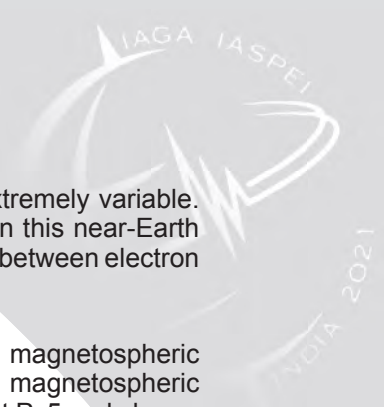 IAGA IASPEI
INDIA 2021
xtremely variable.
n this near-Earth
between electron
magnetospheric
magnetospheric